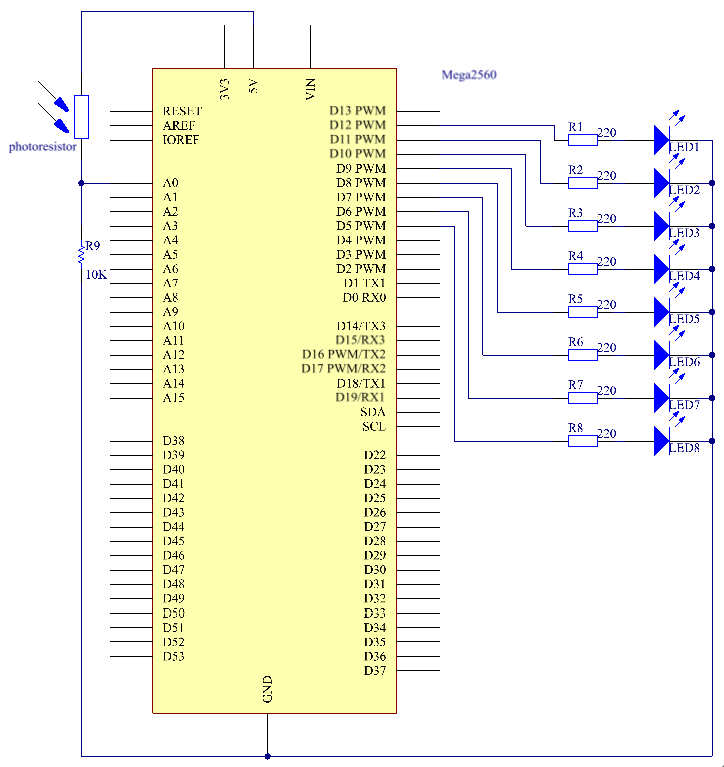 Mega2560
3V3
5V
VIN
photoresistor
R9
10K
RESET
AREF
IOREF
A0
A1
A2
A3
A4
A5
A6
A7
A8
A9
A10
A11
A12
A13
A14
A15
D38
D39
D40
D41
D42
D43
D44
D45
D46
D47
D48
D49
D50
D51
D52
D53
D13 PWM
D12 PWM
D11 PWM
D10 PWM
D9 PWM
D8 PWM
D7 PWM
D6 PWM
D5 PWM
D4 PWM
D3 PWM
D2 PWM
D1 TX1
D0 RX0
D14/TX3
D15/RX3
D16 PWM/TX2
D17 PWM/RX2
D18/TX1
D19/RX1
SDA
SCL
D22
D23
D24
D25
D26
D27
D28
D29
D30
D31
D32
D33
D34
D35
D36
D37
GND
R1 220 LED1
R2 220 LED2
R3 220 LED3
R4 220 LED4
R5 220 LED5
R6 220 LED6
R7 220 LED7
R8 220 LED8